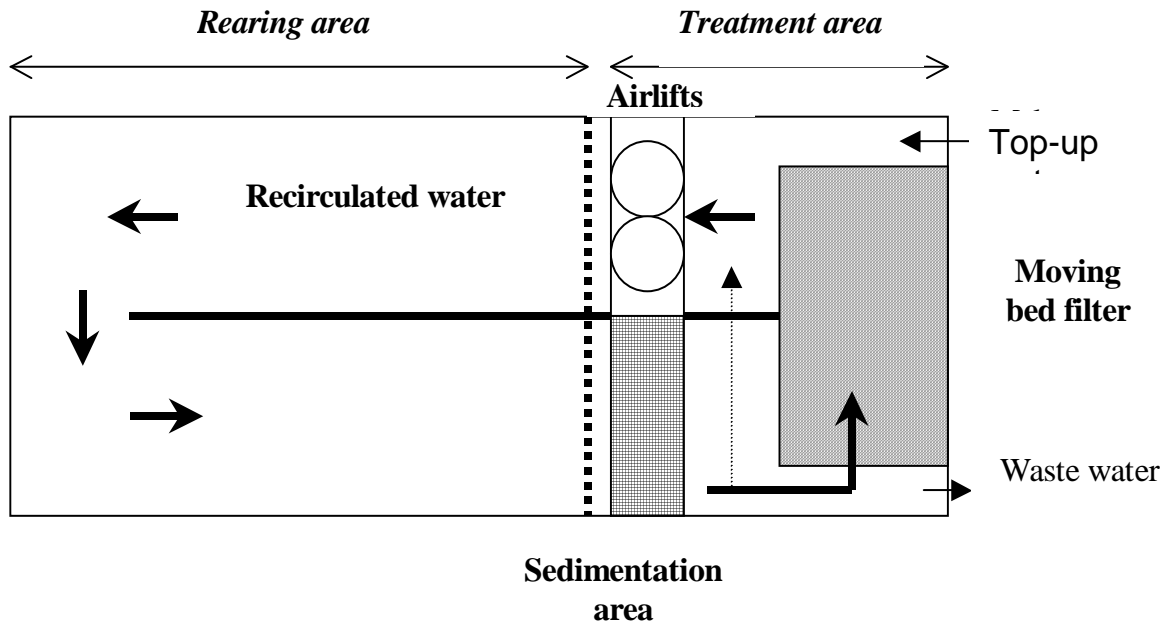 Rearing area
Treatment area
Airlifts
Top-up
Recirculated water
Moving
bed filter
Waste water
Sedimentation
area